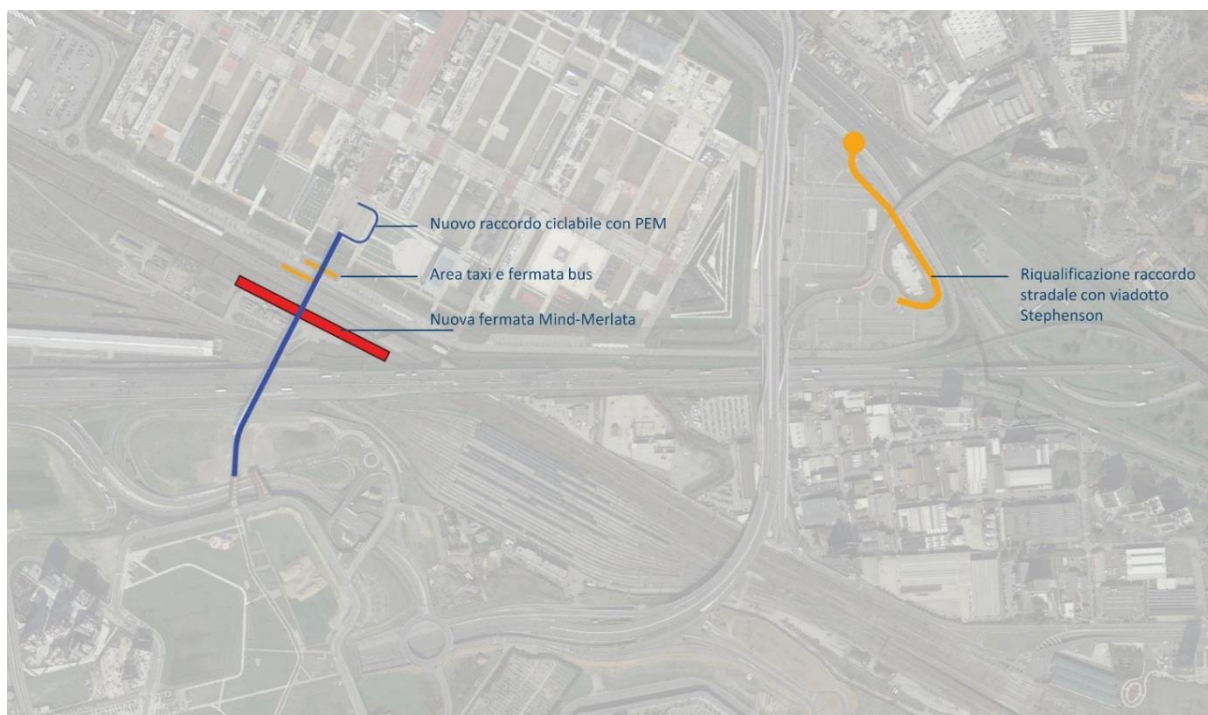 Nuovo raccordo ciclabile con PEM
Area taxi e fermata bus
Nuova fermata Mind-Merlata
Riqualificazione raccordo
stradale con viadotto
Stephenson